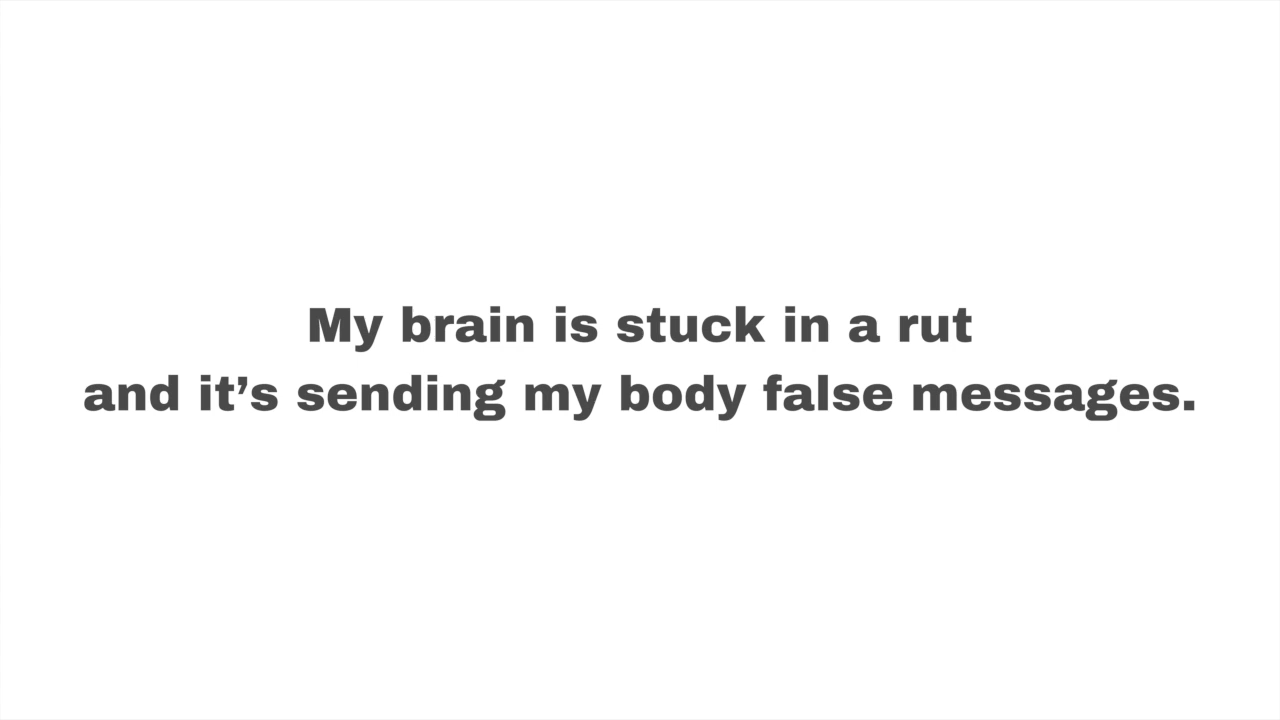 My brain is stuck in a rut
and it’s sending my body false messages.